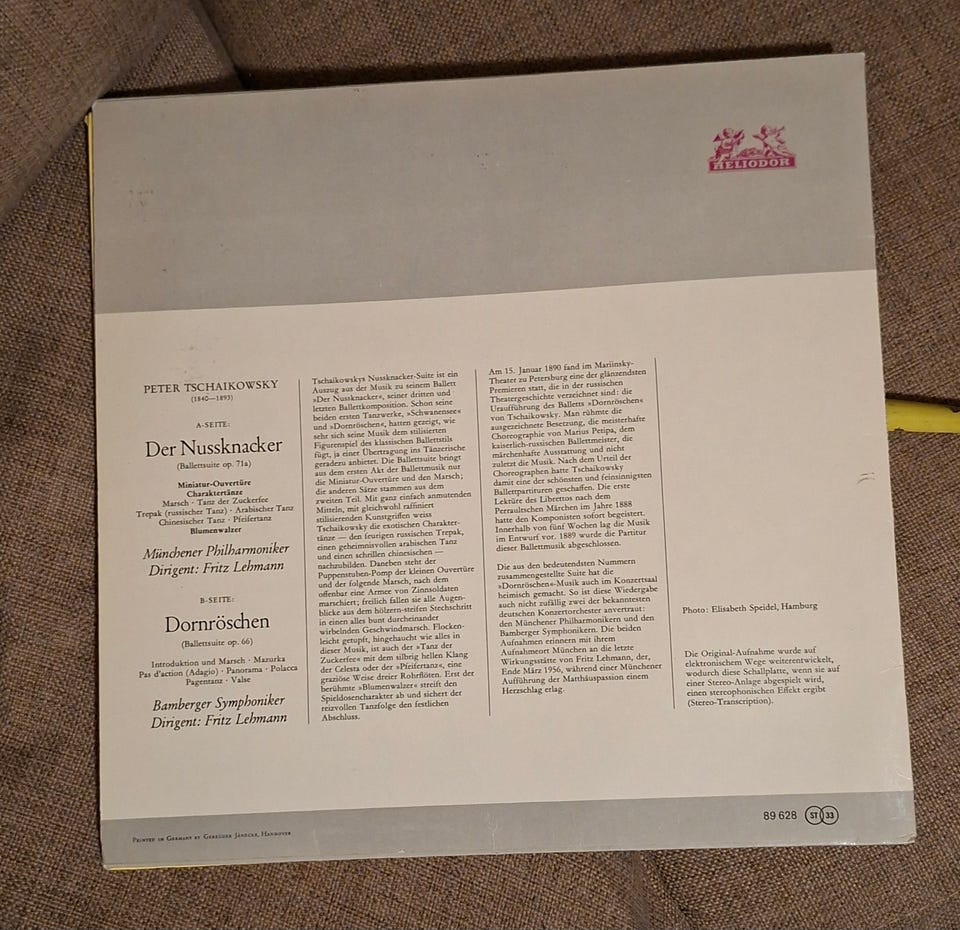 HELIODOR
PETER TSCHAIKOWSKY
(1840—1893)
A-SEITE:
Der Nussknacker
(Ballettsuite op. 71a)
Miniatur-Ouvertüre
Charaktertänze
Marsch · Tanz der Zuckerfee
Trepak (russischer Tanz) · Arabischer Tanz
Chinesischer Tanz · Pfeifertanz
Blumenwalzer
Münchener Philharmoniker
Dirigent: Fritz Lehmann
B-SEITE:
Dornröschen
(Ballettsuite op. 66)
Introduktion und Marsch · Mazurka
Pas d'action (Adagio) · Panorama · Polacca
Pagentanz · Valse
Bamberger Symphoniker
Dirigent: Fritz Lehmann
Tschaikowskys Nussknacker-Suite ist ein
Auszug aus der Musik zu seinem Ballett
»Der Nussknacker«, seiner dritten und
letzten Ballettkomposition. Schon seine
beiden ersten Tanzwerke, »Schwanensee«
und »Dornröschen«, hatten gezeigt, wie
sehr sich seine Musik dem stilisierten
Figurenspiel des klassischen Ballettstils
fügt, ja einer Übertragung ins Tänzerische
geradezu anbietet. Die Ballettsuite bringt
aus dem ersten Akt der Ballettmusik nur
die Miniatur-Ouvertüre und den Marsch;
die anderen Sätze stammen aus dem
zweiten Teil. Mit ganz einfach anmutenden
Mitteln, mit gleichwohl raffiniert
stilisierenden Kunstgriffen weiss
Tschaikowsky die exotischen Charakter-
tänze — den feurigen russischen Trepak,
einen geheimnisvollen arabischen Tanz
und einen schrillen chinesischen —
nachzubilden. Daneben steht der
Puppenstuben-Pomp der kleinen Ouvertüre
und der folgende Marsch, nach dem
offenbar eine Armee von Zinnsoldaten
marschiert; freilich fallen sie alle Augen-
blicke aus dem hölzern-steifen Stechschritt
in einen alles bunt durcheinander
wirbelnden Geschwindmarsch. Flocken-
leicht getupft, hingehaucht wie alles in
dieser Musik, ist auch der »Tanz der
Zuckerfee« mit dem silbrig hellen Klang
der Celesta oder der »Pfeifertanz«, eine
graziöse Weise dreier Rohrflöten. Erst der
berühmte »Blumenwalzer« streift den
Spieldosencharakter ab und sichert der
reizvollen Tanzfolge den festlichen
Abschluss.
Am 15. Januar 1890 fand im Mariinsky-
Theater zu Petersburg eine der glänzendsten
Premieren statt, die in der russischen
Theatergeschichte verzeichnet sind: die
Uraufführung des Balletts »Dornröschen«
von Tschaikowsky. Man rühmte die
ausgezeichnete Besetzung, die meisterhafte
Choreographie von Marius Petipa, dem
kaiserlich-russischen Ballettmeister, die
märchenhafte Ausstattung und nicht
zuletzt die Musik. Nach dem Urteil der
Choreographen hatte Tschaikowsky
damit eine der schönsten und feinsinnigsten
Ballettpartituren geschaffen. Die erste
Lektüre des Librettos nach dem
Perraultschen Märchen im Jahre 1888
hatte den Komponisten sofort begeistert.
Innerhalb von fünf Wochen lag die Musik
im Entwurf vor. 1889 wurde die Partitur
dieser Ballettmusik abgeschlossen.
Die aus den bedeutendsten Nummern
zusammengestellte Suite hat die
»Dornröschen«-Musik auch im Konzertsaal
heimisch gemacht. So ist diese Wiedergabe
auch nicht zufällig zwei der bekanntesten
deutschen Konzertorchester anvertraut:
den Münchener Philharmonikern und den
Bamberger Symphonikern. Die beiden
Aufnahmen erinnern mit ihrem
Aufnahmeort München an die letzte
Wirkungsstätte von Fritz Lehmann, der,
Ende März 1956, während einer Münchener
Aufführung der Matthäuspassion einem
Herzschlag erlag.
Photo: Elisabeth Speidel, Hamburg
Die Original-Aufnahme wurde auf
elektronischem Wege weiterentwickelt,
wodurch diese Schallplatte, wenn sie auf
einer Stereo-Anlage abgespielt wird,
einen stereophonischen Effekt ergibt
(Stereo-Transcription).
PRINTED IN GERMANY BY GEBRÜDER JÄNECKE, HANNOVER
89 628 ST 33